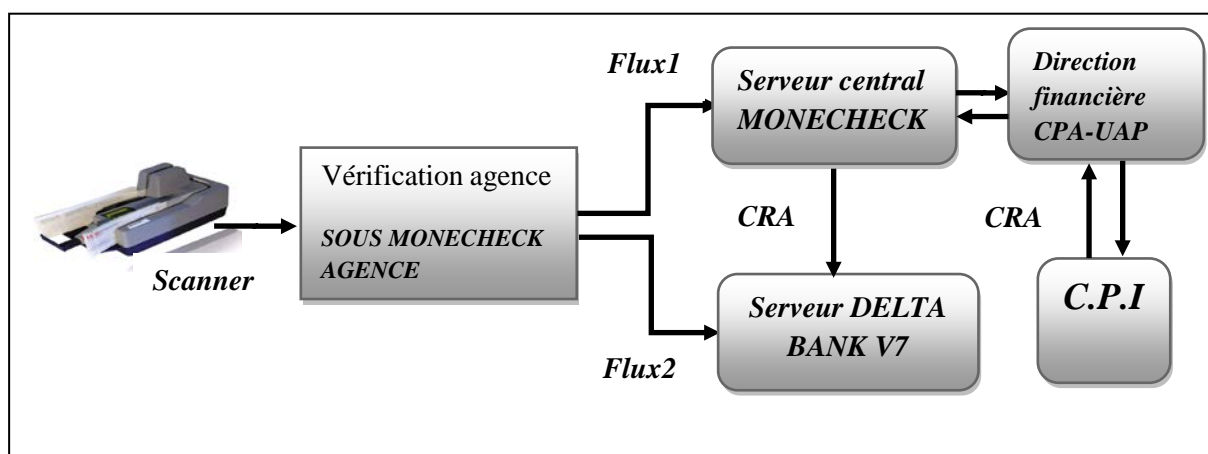 Flux1
Serveur central
MONECHECK
Direction
financière
CPA-UAP
Vérification agence
SOUS MONECHECK
AGENCE
Scanner
CRA
CRA
Serveur DELTA
BANK V7
C.P.I
Flux2